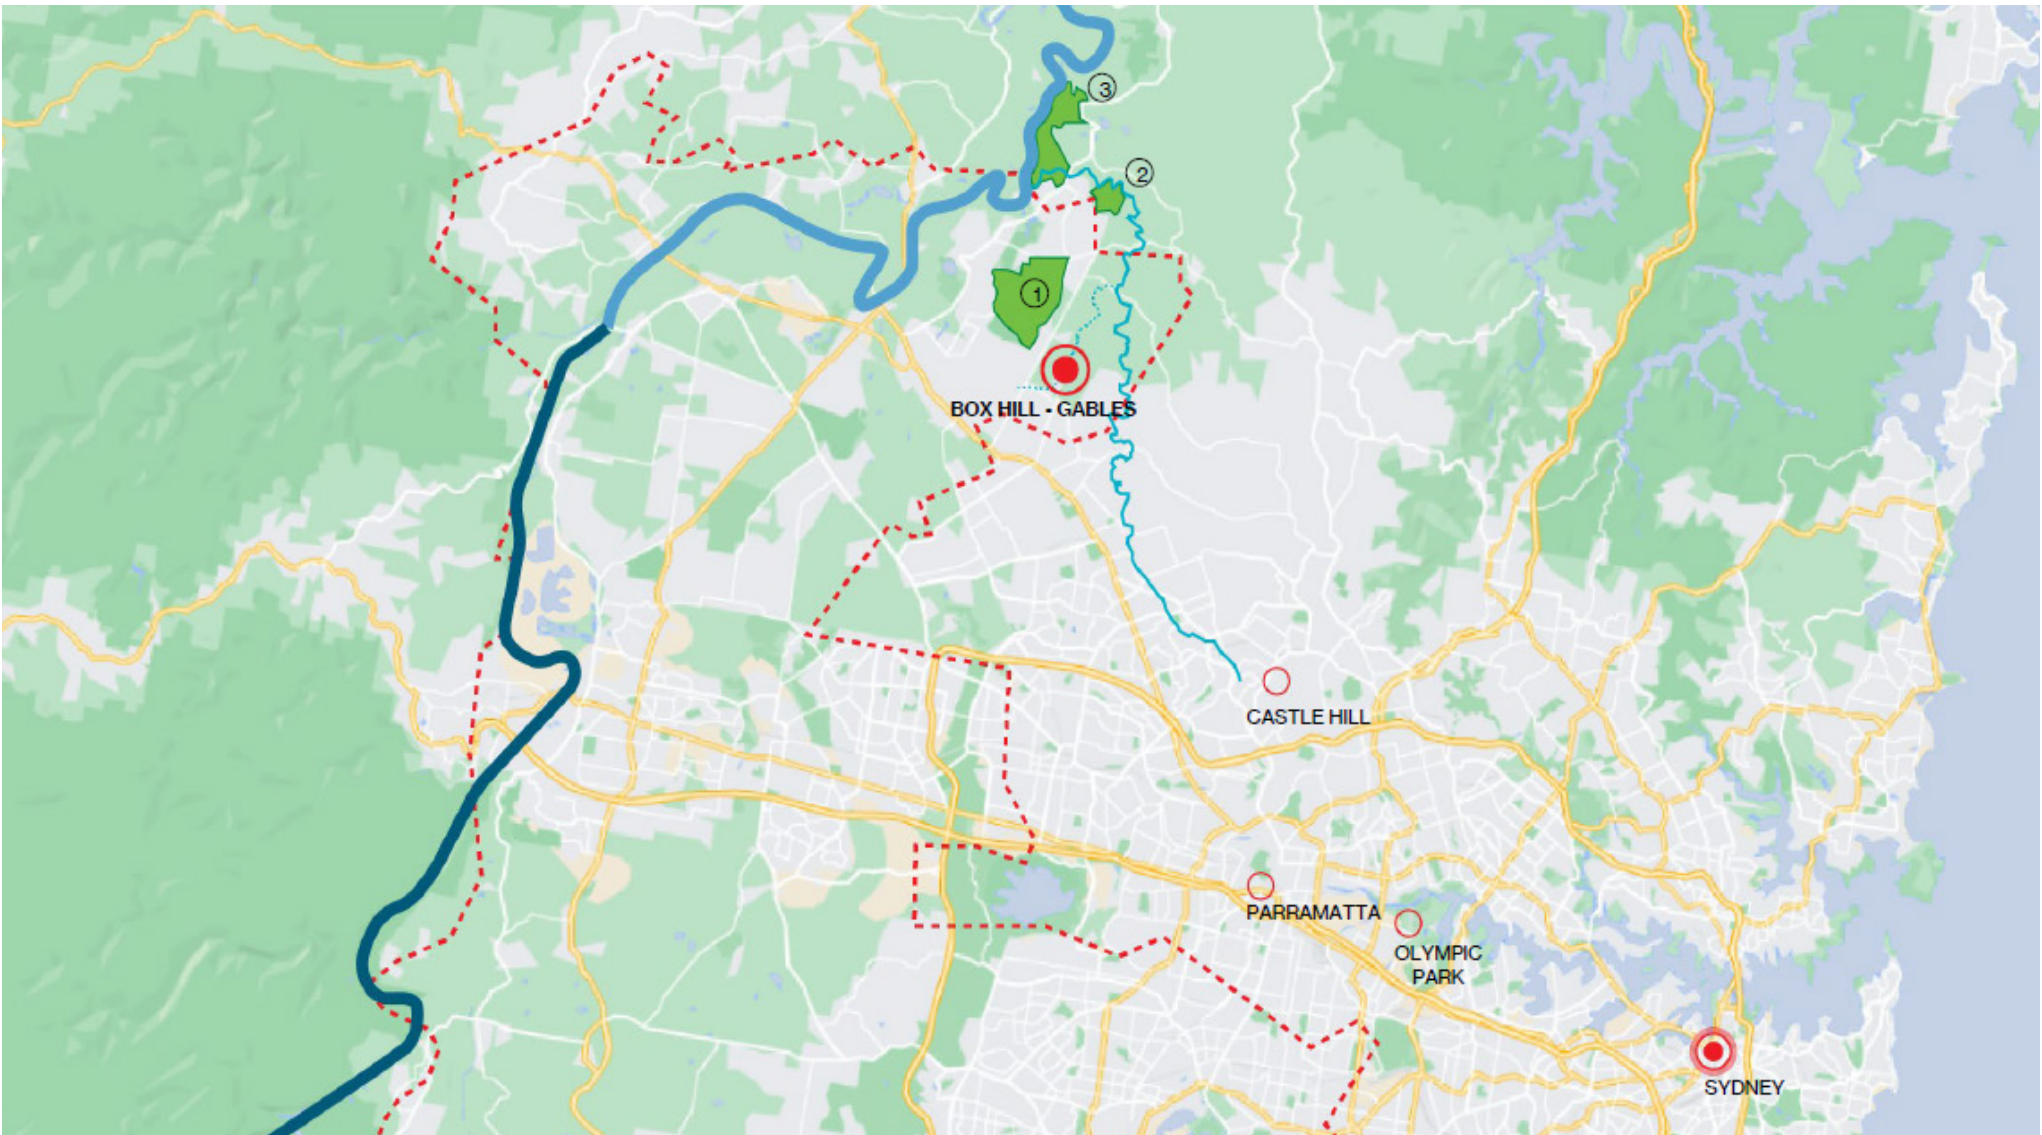 3
2
1
BOX HILL - GABLES
CASTLE HILL
PARRAMATTA
OLYMPIC
PARK
SYDNEY